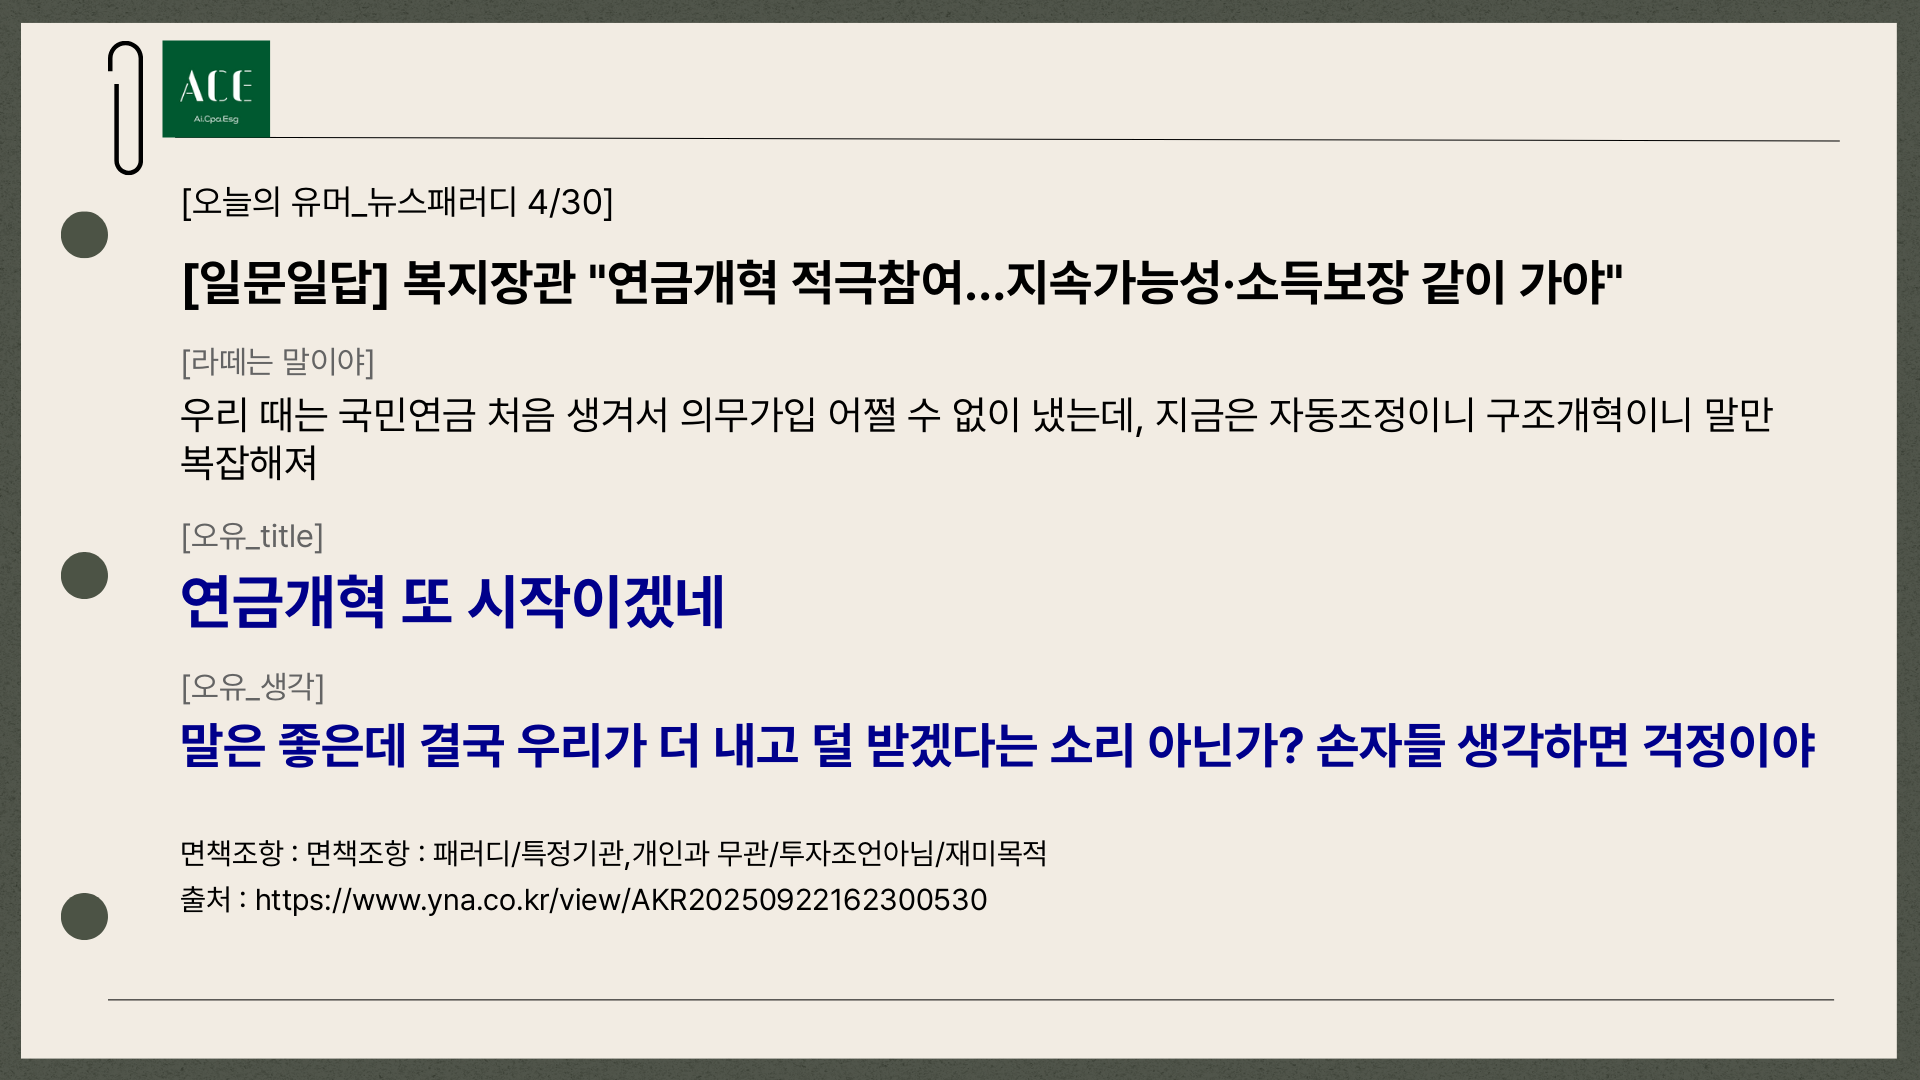 ACE
Ai.Cpa.Esg
[오늘의 유머_뉴스패러디 4/30]
[일문일답] 복지장관 "연금개혁 적극참여…지속가능성·소득보장 같이 가야"
[라떼는 말이야]
우리 때는 국민연금 처음 생겨서 의무가입 어쩔 수 없이 냈는데, 지금은 자동조정이니 구조개혁이니 말만
복잡해져
[오유_title]
연금개혁 또 시작이겠네
[오유_생각]
말은 좋은데 결국 우리가 더 내고 덜 받겠다는 소리 아닌가? 손자들 생각하면 걱정이야
면책조항 : 면책조항 : 패러디/특정기관,개인과 무관/투자조언아님/재미목적
출처 : https://www.yna.co.kr/view/AKR20250922162300530